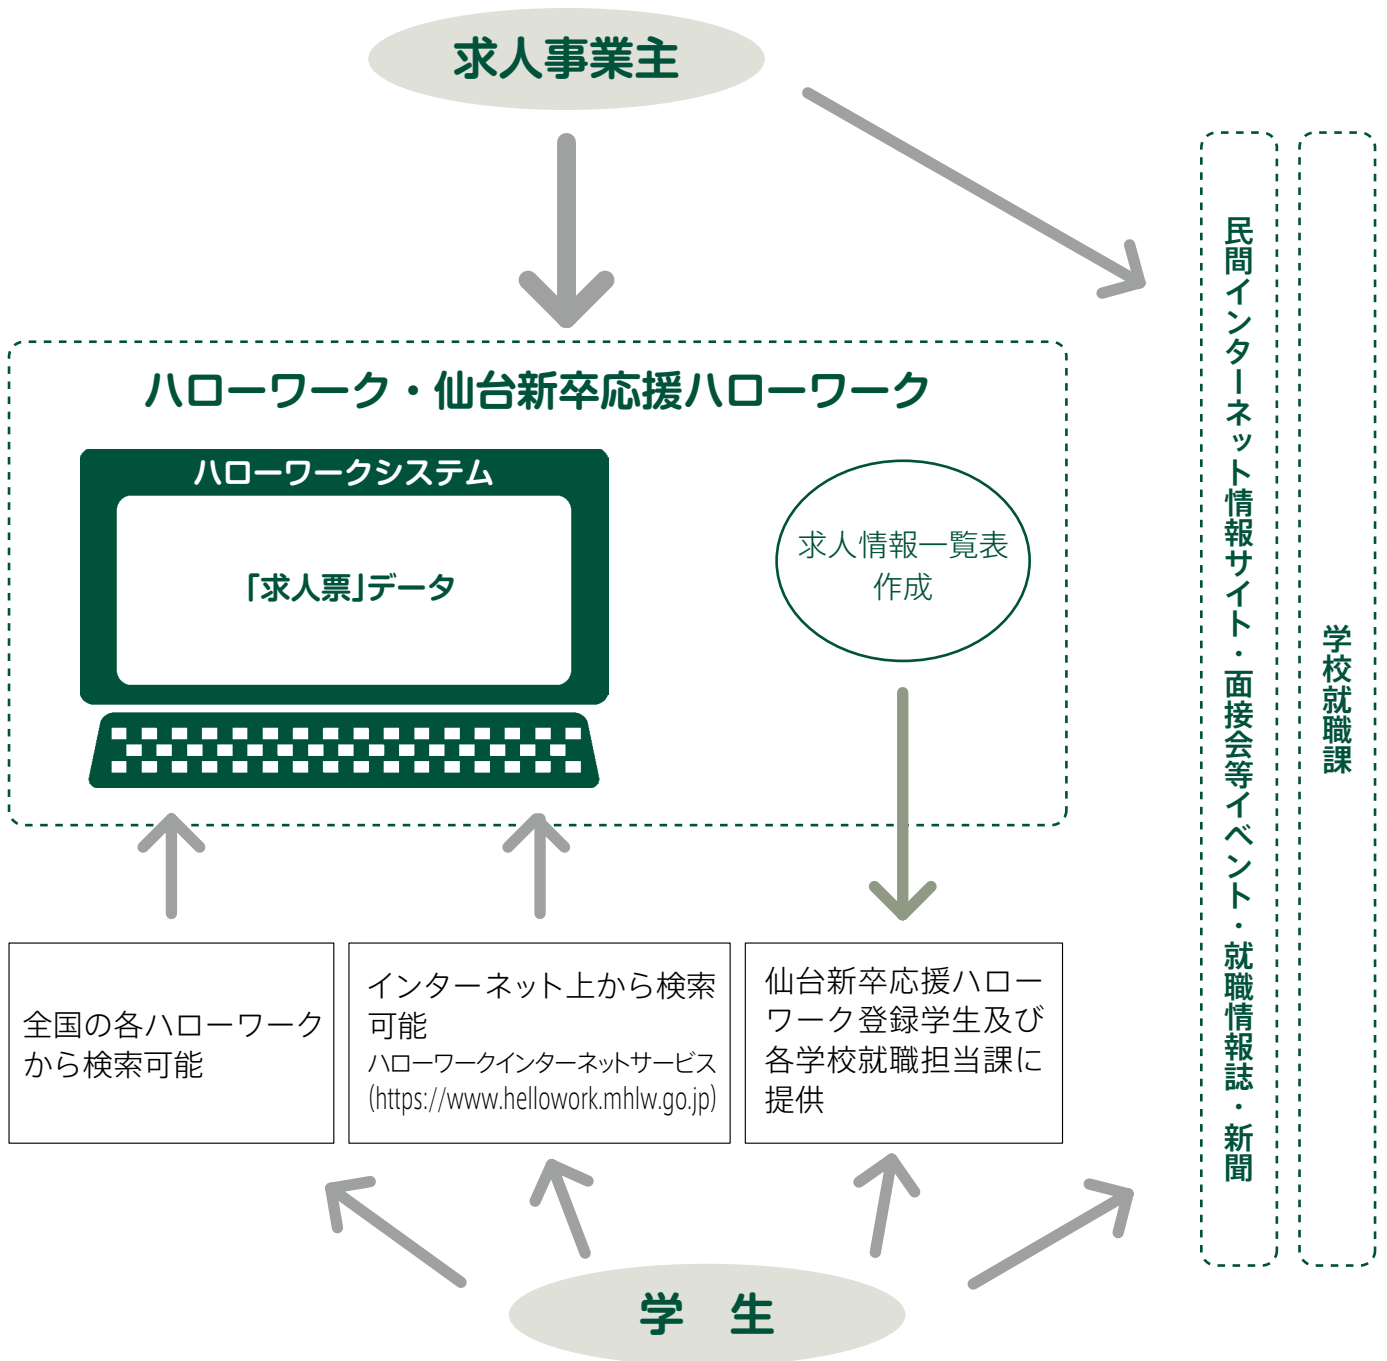 求人事業主
ハローワーク・仙台新卒応援ハローワーク
ハローワークシステム
「求人票」データ
求人情報一覧表
作成
全国の各ハローワーク
から検索可能
インターネット上から検索
可能
ハローワークインターネットサービス
(https://www.hellowork.mhlw.go.jp)
仙台新卒応援ハロー
ワーク登録学生及び
各学校就職担当課に
提供
民間インターネット情報サイト・面接会等イベント・就職情報誌・新聞
学校就職課
学　生